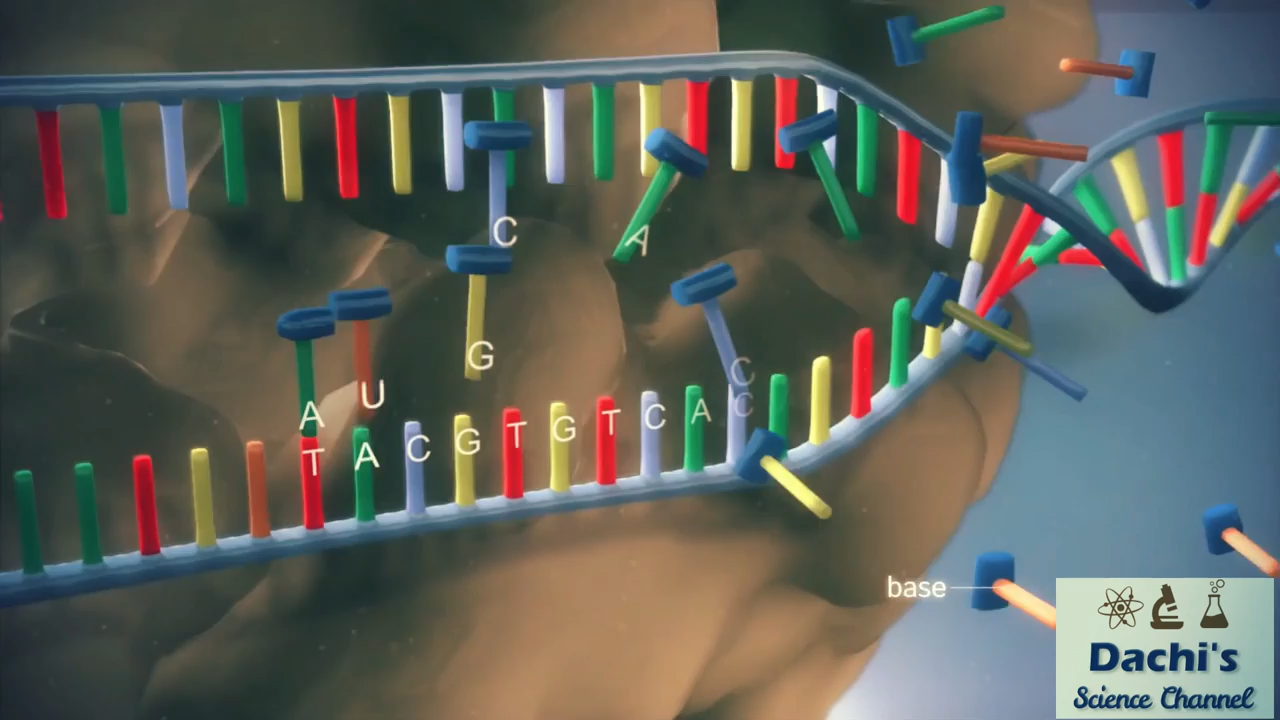 C
A
G
C
A
U
T A C G T G T C A C
base
Dachi's
Science Channel